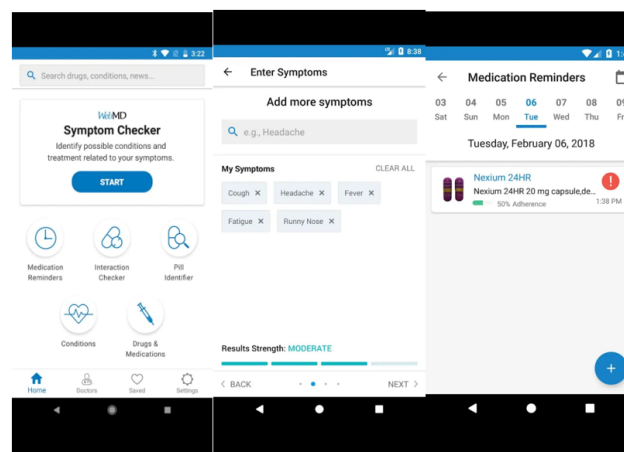 3:22
Search drugs, conditions, news...
WebMD
Symptom Checker
Identify possible conditions and
treatment related to your symptoms.
START
Medication
Reminders
Interaction
Checker
Pill
Identifier
Conditions
Drugs &
Medications
Home
Doctors
Saved
Settings
8:38
Enter Symptoms
Add more symptoms
e.g., Headache
My Symptoms
CLEAR ALL
Cough X
Headache X
Fever X
Fatigue X
Runny Nose X
Results Strength: MODERATE
BACK
NEXT
Medication Reminders
03 04 05 06 07 08 09
Sat Sun Mon Tue Wed Thu Fr
Tuesday, February 06, 2018
Nexium 24HR
Nexium 24HR 20 mg capsule,de...
50% Adherence
1:38 PM